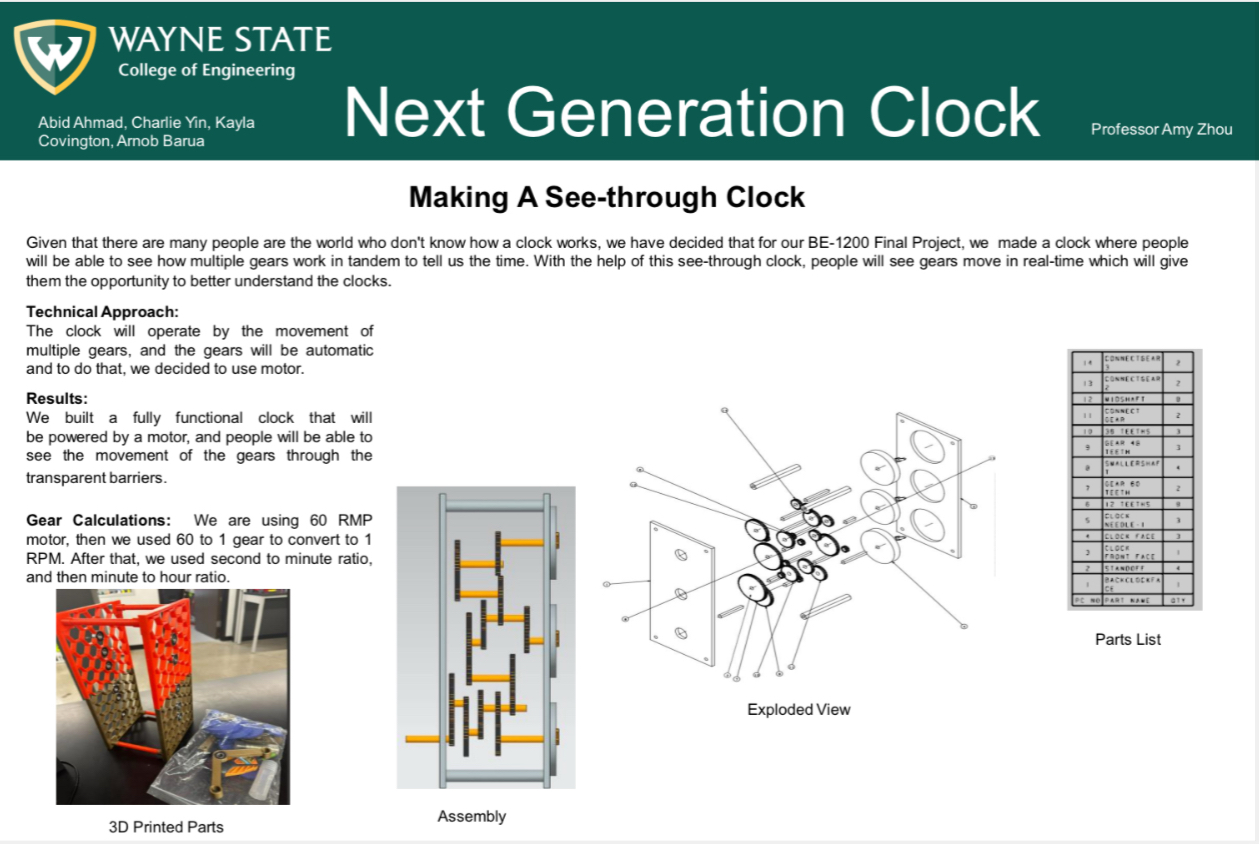 WAYNE STATE
College of Engineering
Abid Ahmad, Charlie Yin, Kayla
Covington, Arnob Barua
Next Generation Clock
Professor Amy Zhou
Making A See-through Clock
Given that there are many people are the world who don't know how a clock works, we have decided that for our BE-1200 Final Project, we made a clock where people
will be able to see how multiple gears work in tandem to tell us the time. With the help of this see-through clock, people will see gears move in real-time which will give
them the opportunity to better understand the clocks.
Technical Approach:
The clock will operate by the movement of
multiple gears, and the gears will be automatic
and to do that, we decided to use motor.
Results:
We built a fully functional clock that will
be powered by a motor, and people will be able to
see the movement of the gears through the
transparent barriers.
Gear Calculations: We are using 60 RMP
motor, then we used 60 to 1 gear to convert to 1
RPM. After that, we used second to minute ratio,
and then minute to hour ratio.
3D Printed Parts
Assembly
Exploded View
14 CONNECTGEAR 2
3
13 CONNECTGEAR 2
2
12 MIDSHAFT 8
11 CONNECT 2
GEAR
10 36 TEETHS 3
9 GEAR 48 3
TEETH
8 SMALLERSHAF 4
T
7 GEAR 60 2
TEETH
6 12 TEETHS 8
5 CLOCK 3
NEEDLE-1
4 CLOCK FACE 3
3 CLOCK 1
FRONT FACE
2 STANDOFF 4
1 BACKCLOCKFA 1
CE
PC NO PART NAME QTY
Parts List